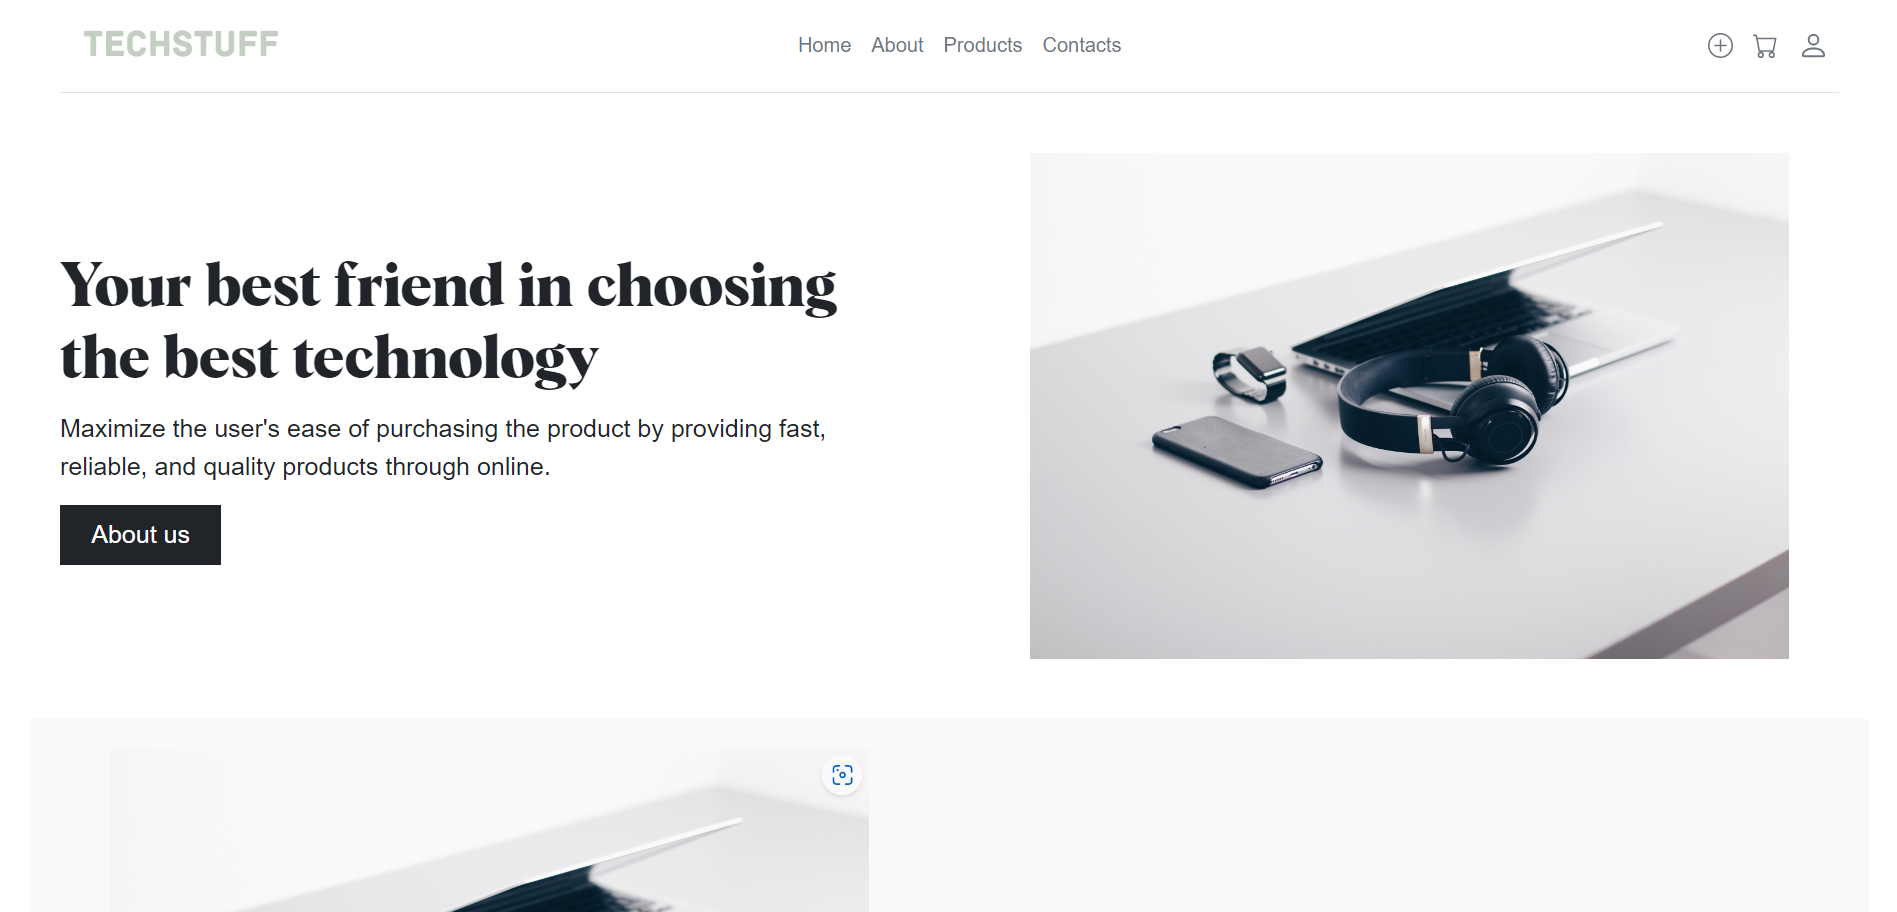 TECHSTUFF
Home About Products Contacts
Your best friend in choosing
the best technology
Maximize the user's ease of purchasing the product by providing fast,
reliable, and quality products through online.
About us